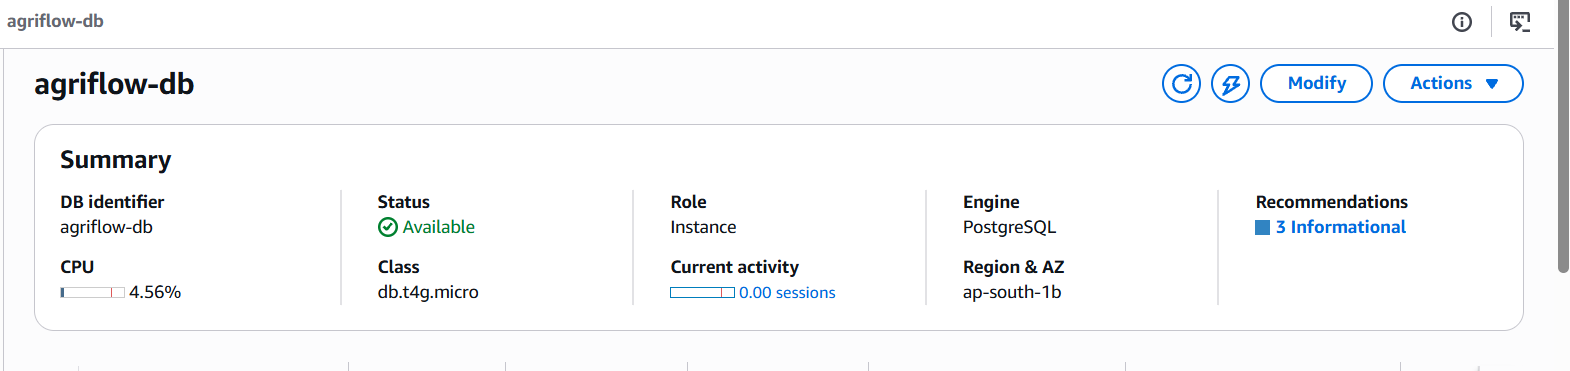 agriflow-db
agriflow-db
Modify
Actions
Summary
DB identifier
agriflow-db
Status
Available
Role
Instance
Engine
PostgreSQL
Recommendations
3 Informational
CPU
4.56%
Class
db.t4g.micro
Current activity
0.00 sessions
Region & AZ
ap-south-1b